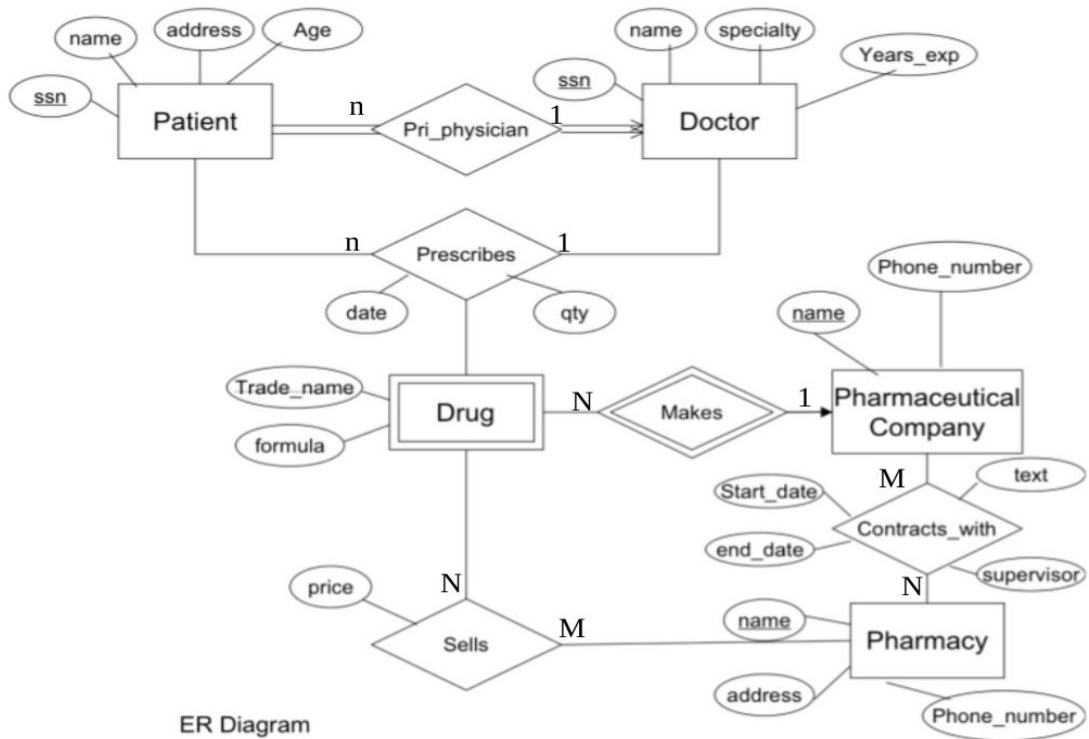 name
address
Age
ssn
Patient
n
Pri_physician
1
name
specialty
Years_exp
ssn
Doctor
n
Prescribes
1
date
qty
Phone_number
name
Trade_name
formula
Drug
N
Makes
1
Pharmaceutical
Company
M
Start_date
text
Contracts_with
end_date
supervisor
N
price
N
Sells
M
name
Pharmacy
address
Phone_number
ER Diagram